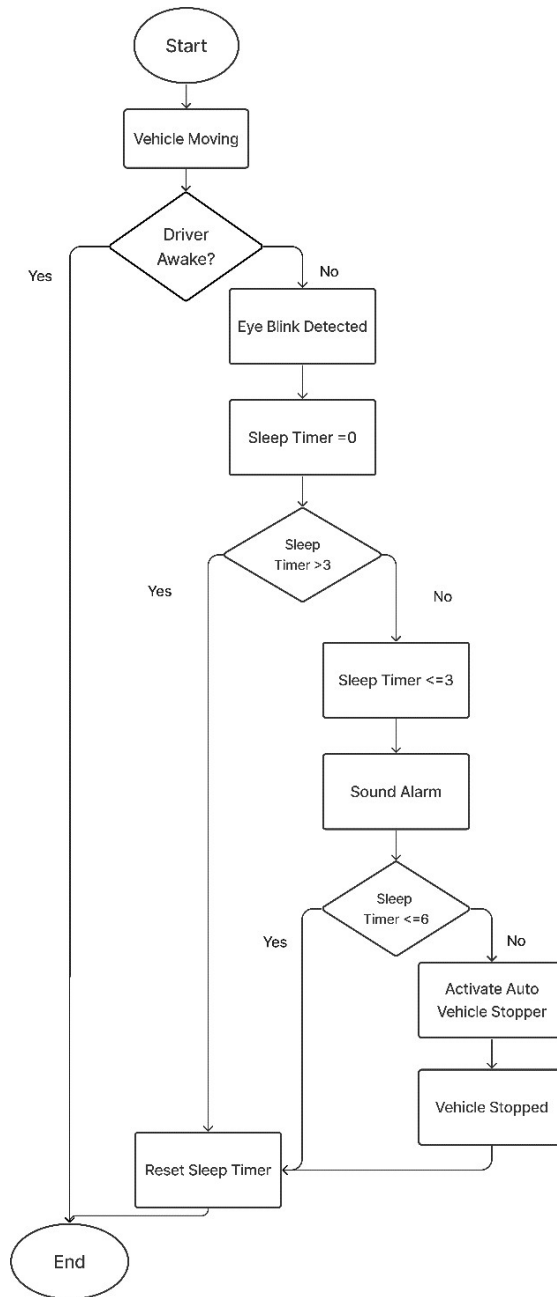 Start
Vehicle Moving
Driver
Awake?
Yes
No
Eye Blink Detected
Sleep Timer =0
Sleep
Timer >3
Yes
No
Sleep Timer <=3
Sound Alarm
Sleep
Timer <=6
Yes
No
Activate Auto
Vehicle Stopper
Vehicle Stopped
Reset Sleep Timer
End